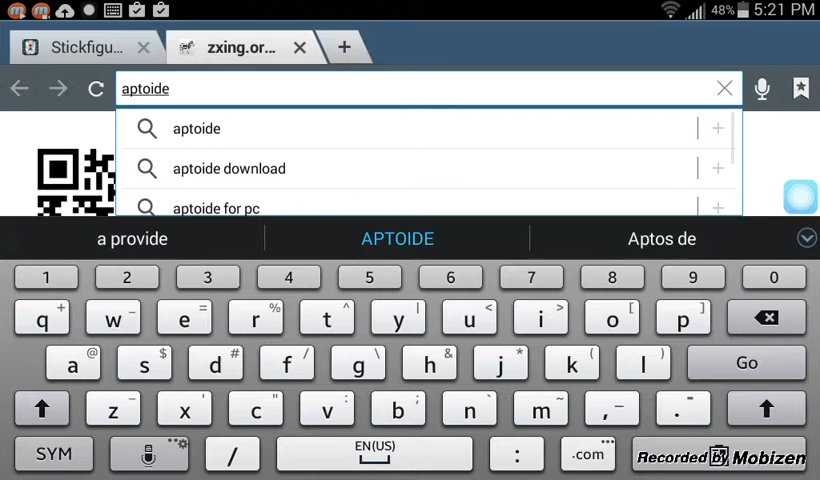 48% 5:21 PM
Stickfigu... zxing.or...
aptoide
aptoide
aptoide download
aptoide for pc
a provide APTOIDE Aptos de
1 2 3 4 5 6 7 8 9 0
q + w _ e = r % t ^ y | u < i > o [ p ]
a @ s $ d # f / g \ h & j * k ( l ) Go
z - x ' c " v : b ; n ` m ~ , _ . "
SYM / EN(US) : .com
Recorded by Mobizen